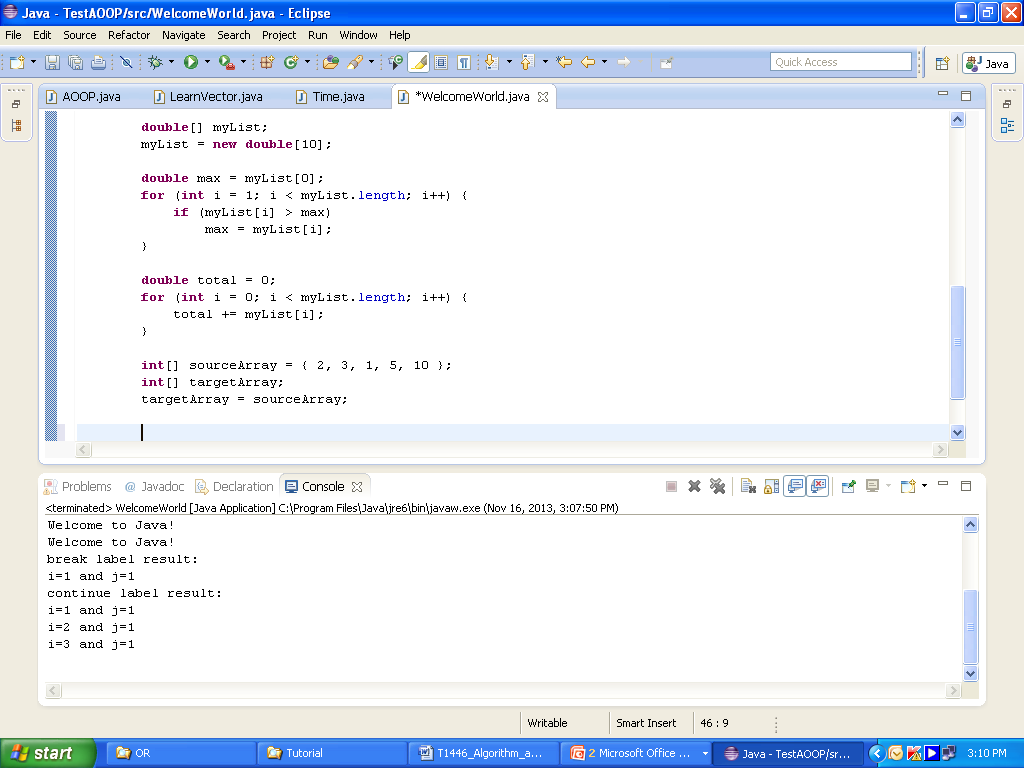 Java - TestAOOP/src/WelcomeWorld.java - Eclipse
File Edit Source Refactor Navigate Search Project Run Window Help
Quick Access
Java
AOOP.java LearnVector.java Time.java *WelcomeWorld.java
double[] myList;
myList = new double[10];
double max = myList[0];
for (int i = 1; i < myList.length; i++) {
if (myList[i] > max)
max = myList[i];
}
double total = 0;
for (int i = 0; i < myList.length; i++) {
total += myList[i];
}
int[] sourceArray = { 2, 3, 1, 5, 10 };
int[] targetArray;
targetArray = sourceArray;
Problems @ Javadoc Declaration Console
<terminated> WelcomeWorld [Java Application] C:\Program Files\Java\jre6\bin\javaw.exe (Nov 16, 2013, 3:07:50 PM)
Welcome to Java!
Welcome to Java!
break label result:
i=1 and j=1
continue label result:
i=1 and j=1
i=2 and j=1
i=3 and j=1
Writable Smart Insert 46 : 9
start OR Tutorial T1446_Algorithm_a... 2 Microsoft Office ... Java - TestAOOP/sr... 3:10 PM